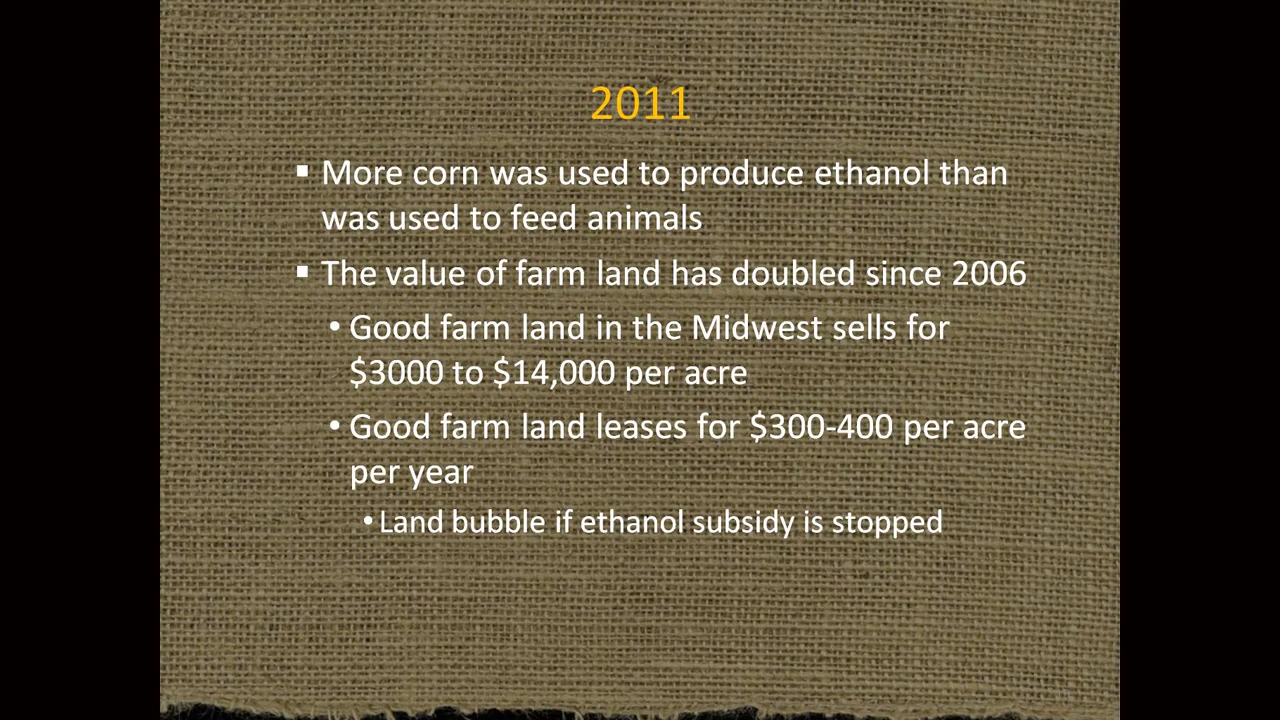 2011
▪ More corn was used to produce ethanol than
was used to feed animals
▪ The value of farm land has doubled since 2006
• Good farm land in the Midwest sells for
$3000 to $14,000 per acre
• Good farm land leases for $300-400 per acre
per year
• Land bubble if ethanol subsidy is stopped